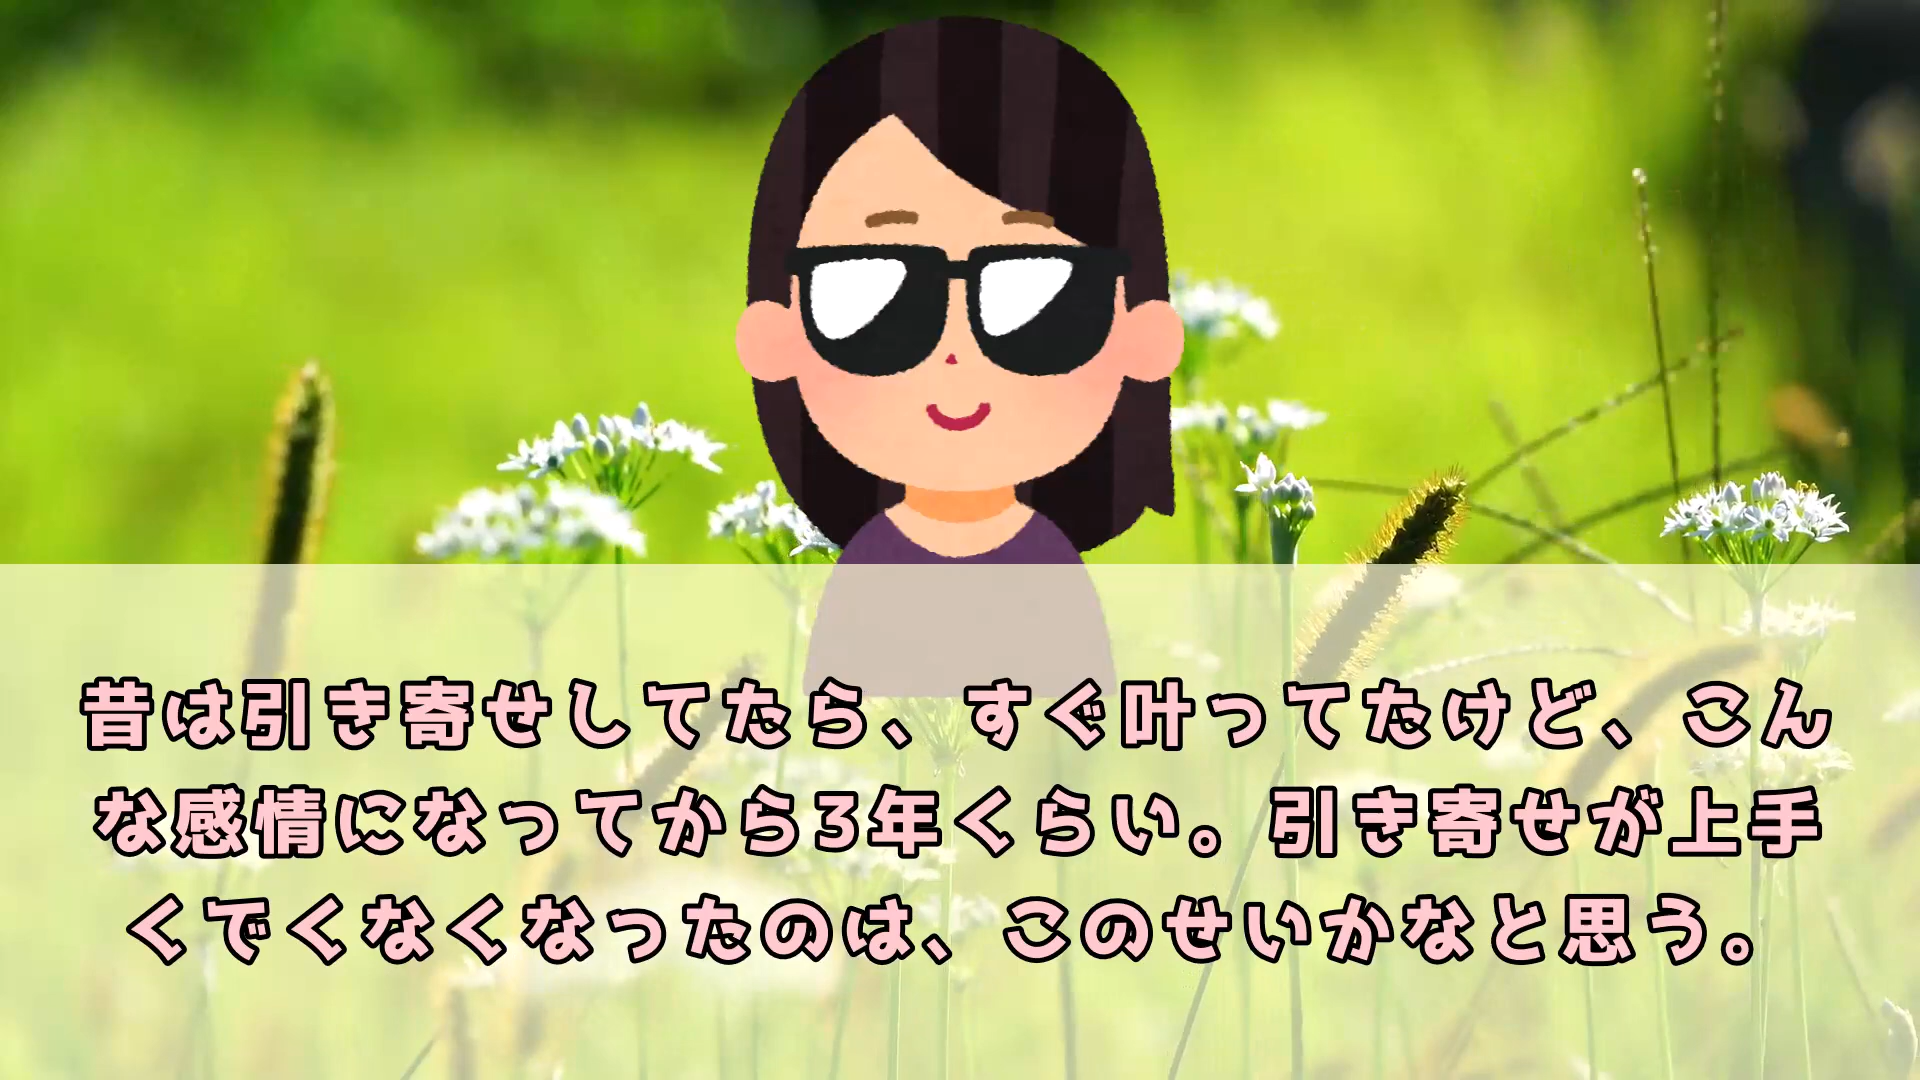 昔は引き寄せしてたら、すぐ叶ってたけど、こん
な感情になってから3年くらい。引き寄せが上手
くでくなくなったのは、このせいかなと思う。